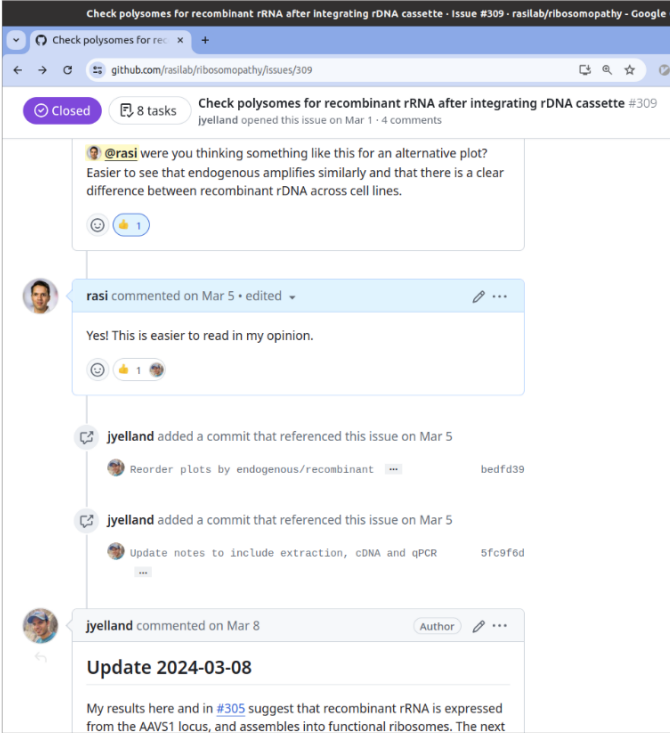 Check polysomes for recombinant rRNA after integrating rDNA cassette · Issue #309 · rasilab/ribosomopathy - Google
Check polysomes for rec
github.com/rasilab/ribosomopathy/issues/309
Closed
8 tasks
Check polysomes for recombinant rRNA after integrating rDNA cassette #309
jyelland opened this issue on Mar 1 · 4 comments
@rasi were you thinking something like this for an alternative plot?
Easier to see that endogenous amplifies similarly and that there is a clear
difference between recombinant rDNA across cell lines.
👍 1
rasi commented on Mar 5 • edited
Yes! This is easier to read in my opinion.
👍 1
jyelland added a commit that referenced this issue on Mar 5
Reorder plots by endogenous/recombinant ... bedfd39
jyelland added a commit that referenced this issue on Mar 5
Update notes to include extraction, cDNA and qPCR 5fc9f6d
...
jyelland commented on Mar 8 Author
Update 2024-03-08
My results here and in #305 suggest that recombinant rRNA is expressed
from the AAVS1 locus, and assembles into functional ribosomes. The next